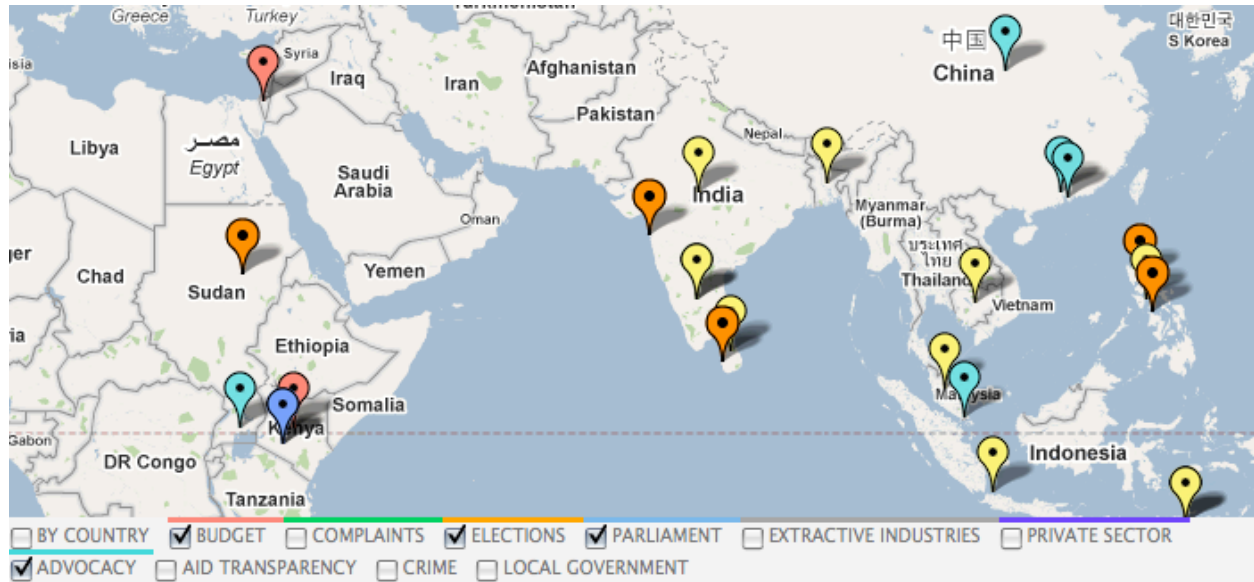 Greece
Turkey
Turkmenistan
대한민국
S Korea
Syria
中国
China
Iraq
Iran
Afghanistan
Pakistan
Nepal
Libya
مصر
Egypt
Saudi
Arabia
India
Oman
Myanmar
(Burma)
ประเทศ
ไทย
Thailand
Vietnam
Yemen
Chad
Sudan
Ethiopia
Somalia
Kenya
Gabon
DR Congo
Tanzania
Indonesia
BY COUNTRY BUDGET COMPLAINTS ELECTIONS PARLIAMENT EXTRACTIVE INDUSTRIES PRIVATE SECTOR
ADVOCACY AID TRANSPARENCY CRIME LOCAL GOVERNMENT